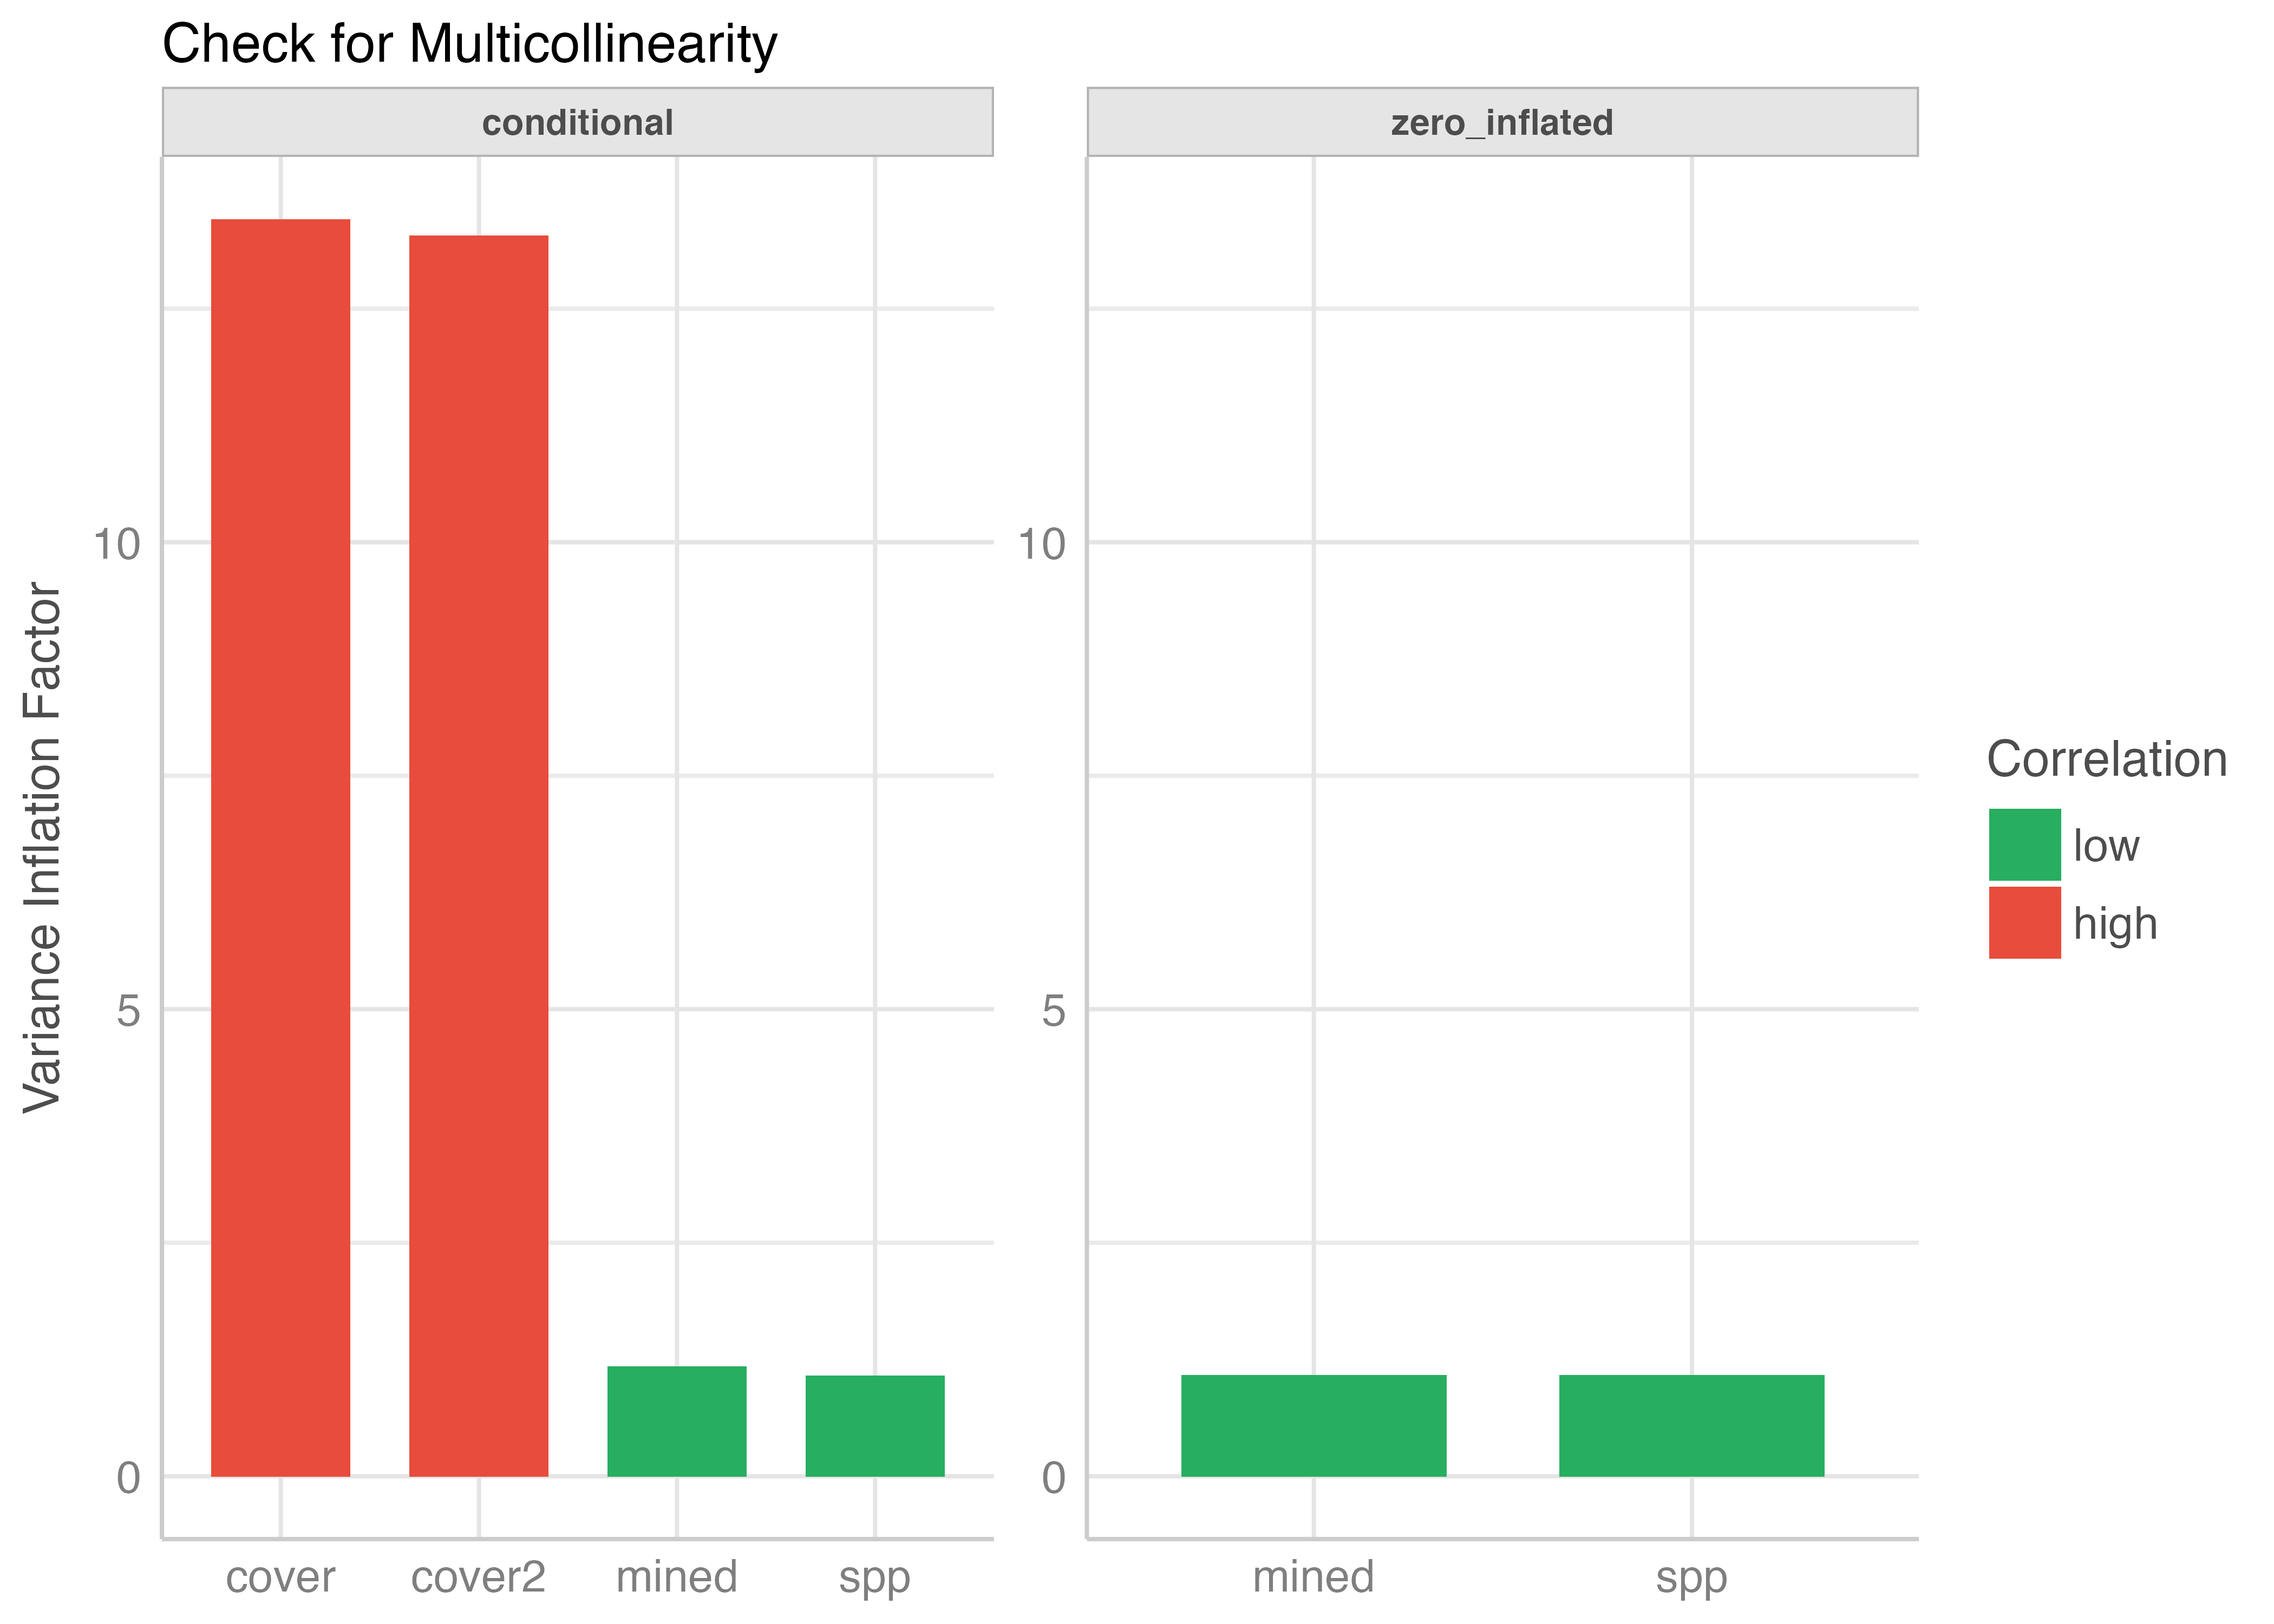 Check for Multicollinearity
conditional
zero_inflated
Variance Inflation Factor
10
5
0
10
5
0
cover cover2 mined spp
mined spp
Correlation
low
high